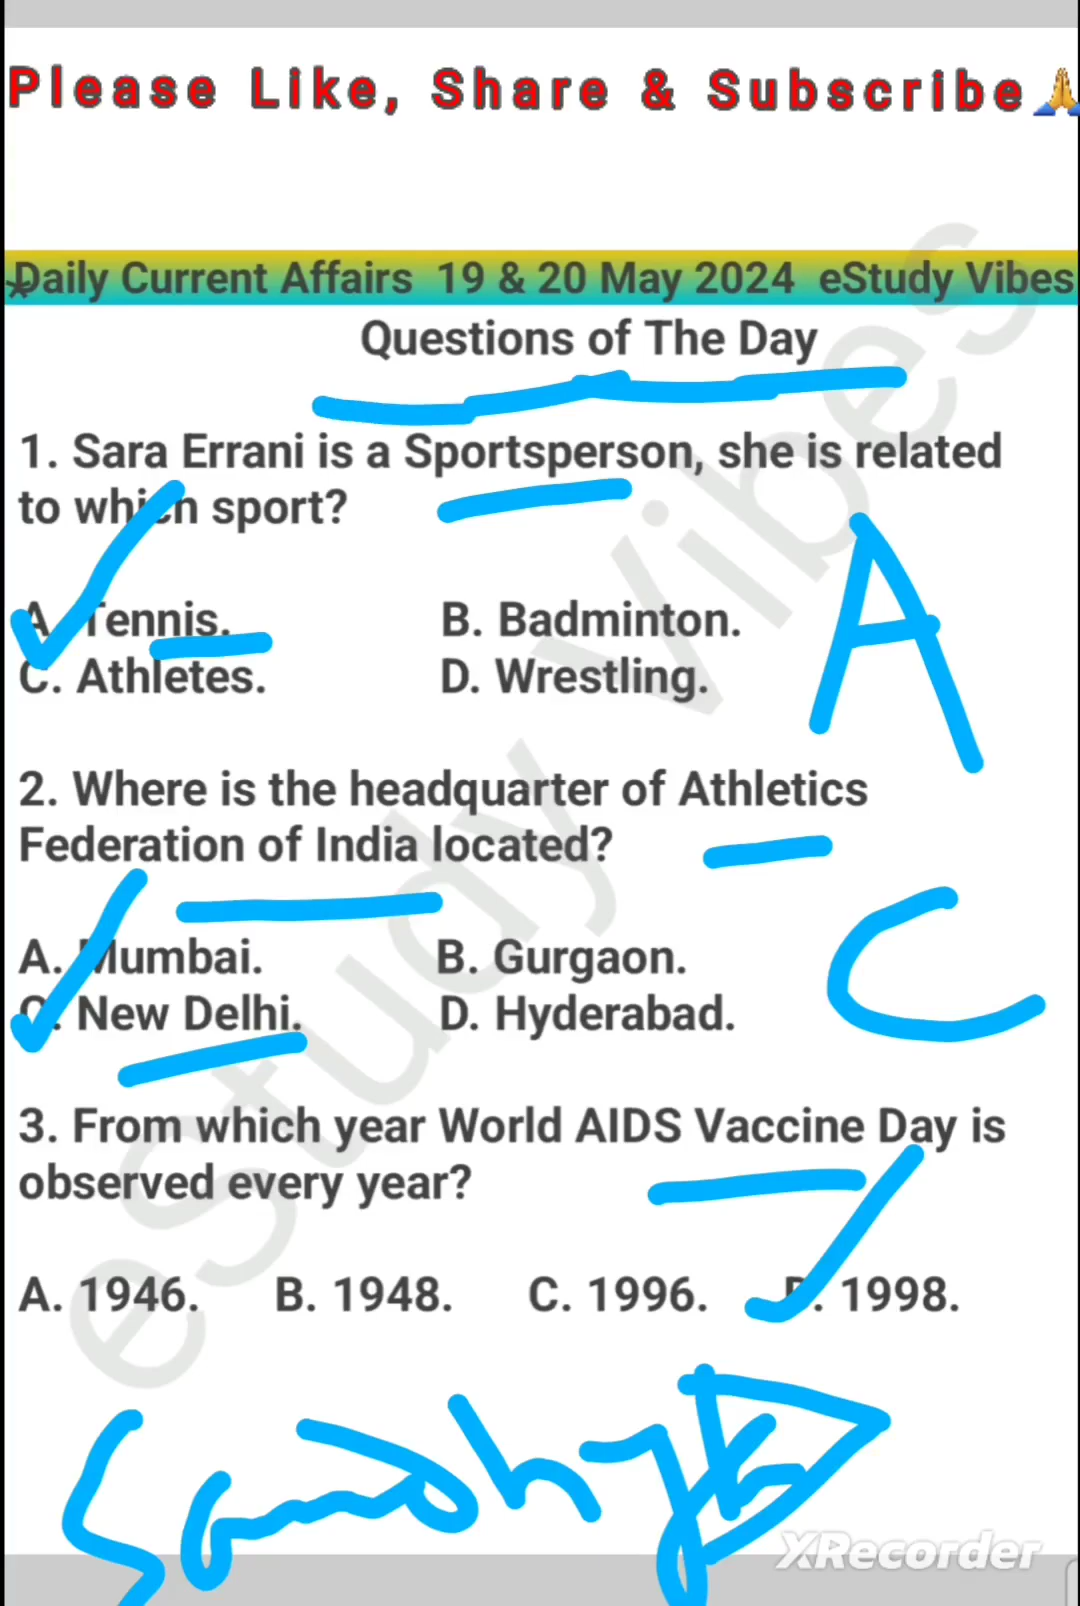 Please Like, Share & Subscribe🙏
*Daily Current Affairs 19 & 20 May 2024 eStudy Vibes
Questions of The Day
1. Sara Errani is a Sportsperson, she is related
to which sport?
A. Tennis. B. Badminton.
C. Athletes. D. Wrestling.
A
2. Where is the headquarter of Athletics
Federation of India located?
A. Mumbai. B. Gurgaon.
C. New Delhi. D. Hyderabad.
C
3. From which year World AIDS Vaccine Day is
observed every year?
A. 1946. B. 1948. C. 1996. D. 1998.
D
eStudy Vibes
XRecorder